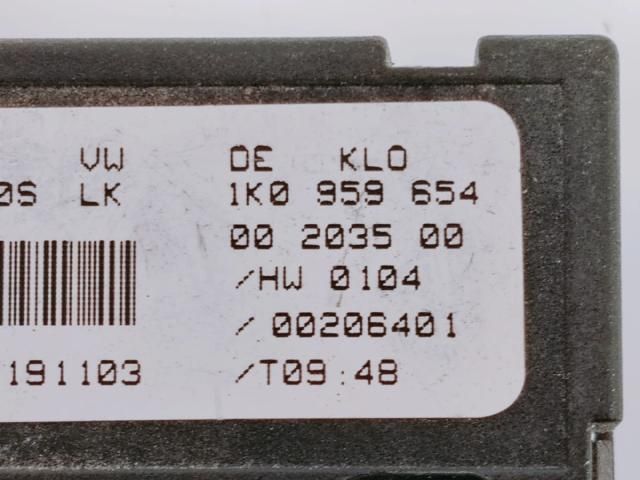 VW DE KLO
0S LK 1K0 959 654
00 2035 00
/HW 0104
/ 00206401
191103 /T09:48